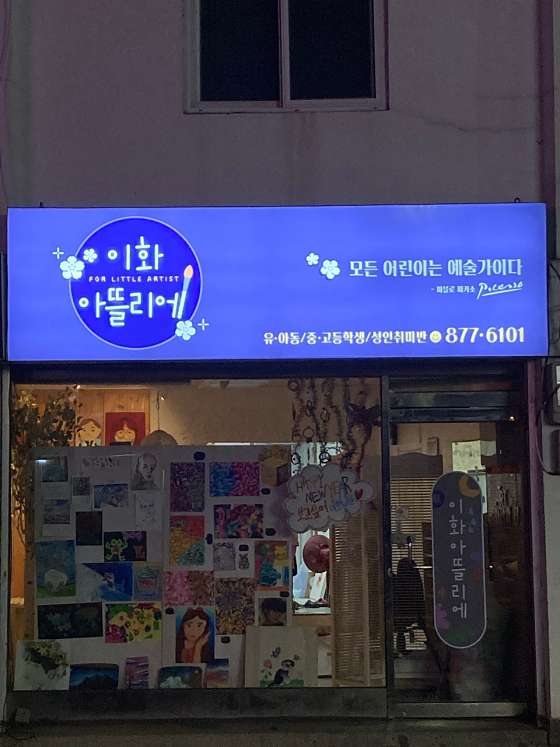 이화
FOR LITTLE ARTIST
아뜰리에
모든 어린이는 예술가이다
- 파블로 피카소 Picasso
유·아동/중·고등학생/성인취미반 877·6101
HAPPY
NEW
이화아뜰리에